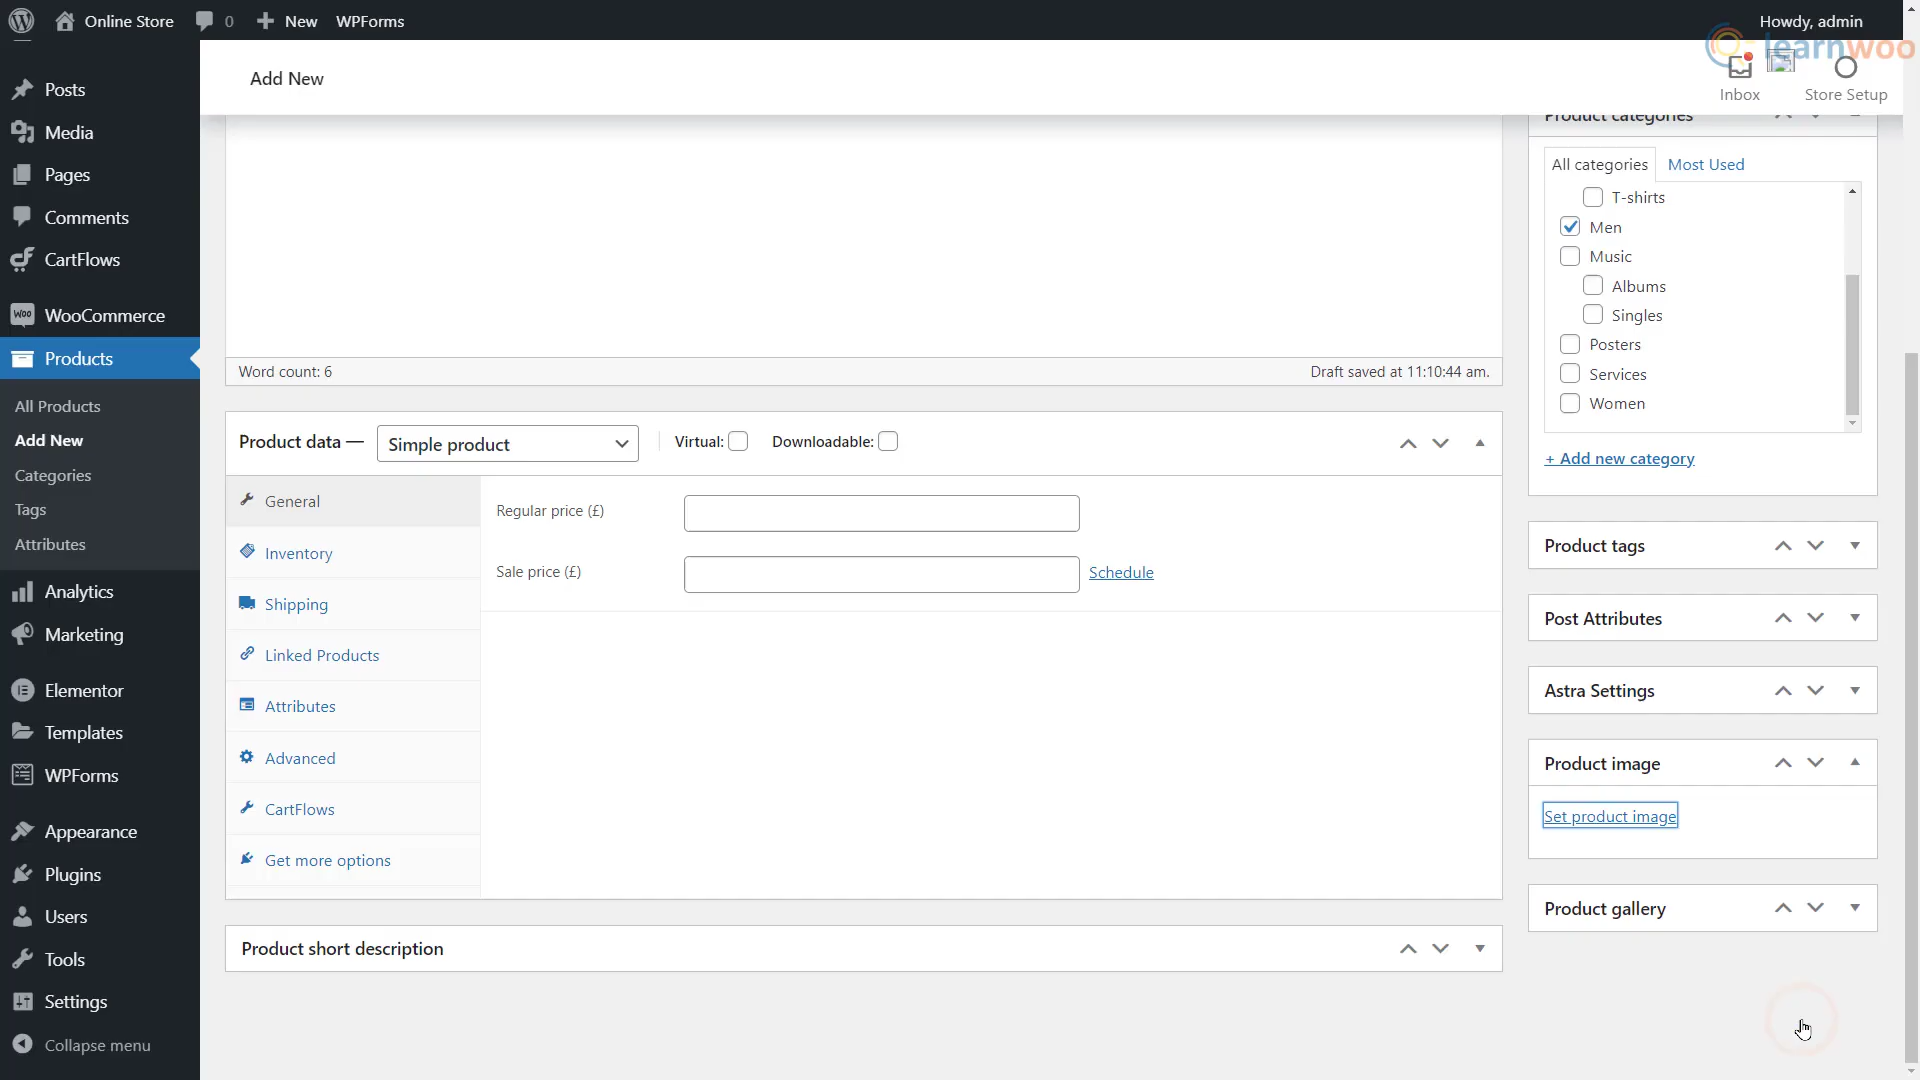 Online Store
0
New
WPForms
Howdy, admin
learnwoo
Add New
Inbox
Store Setup
Posts
Media
Pages
Comments
CartFlows
WooCommerce
Products
All Products
Add New
Categories
Tags
Attributes
Analytics
Marketing
Elementor
Templates
WPForms
Appearance
Plugins
Users
Tools
Settings
Collapse menu
Word count: 6
Draft saved at 11:10:44 am.
Product data —
Simple product
Virtual:
Downloadable:
General
Inventory
Shipping
Linked Products
Attributes
Advanced
CartFlows
Get more options
Regular price (£)
Sale price (£)
Schedule
Product short description
Product categories
All categories
Most Used
T-shirts
Men
Music
Albums
Singles
Posters
Services
Women
+ Add new category
Product tags
Post Attributes
Astra Settings
Product image
Set product image
Product gallery